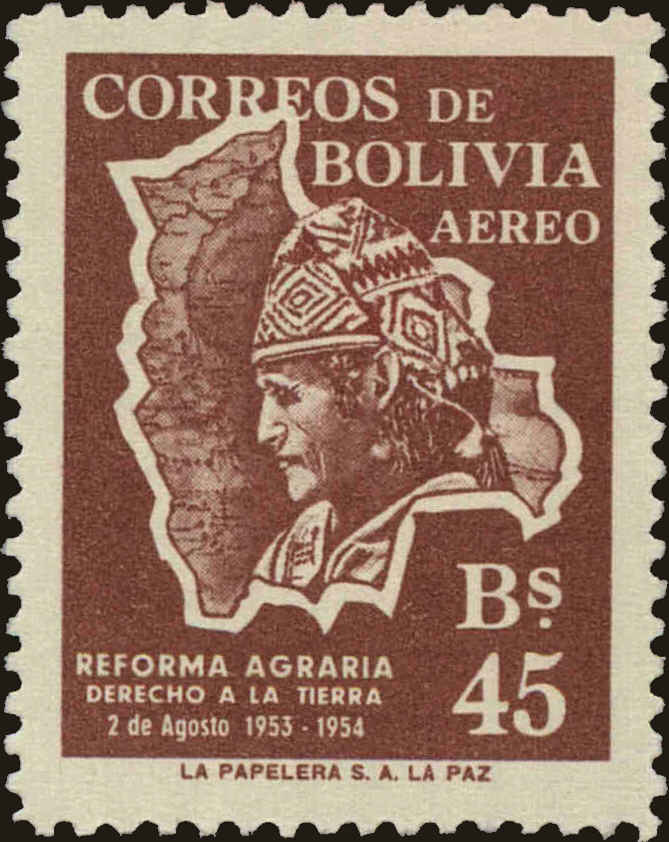 CORREOS DE
BOLIVIA
AEREO
Bs.
45
REFORMA AGRARIA
DERECHO A LA TIERRA
2 de Agosto 1953 - 1954
LA PAPELERA S. A. LA PAZ